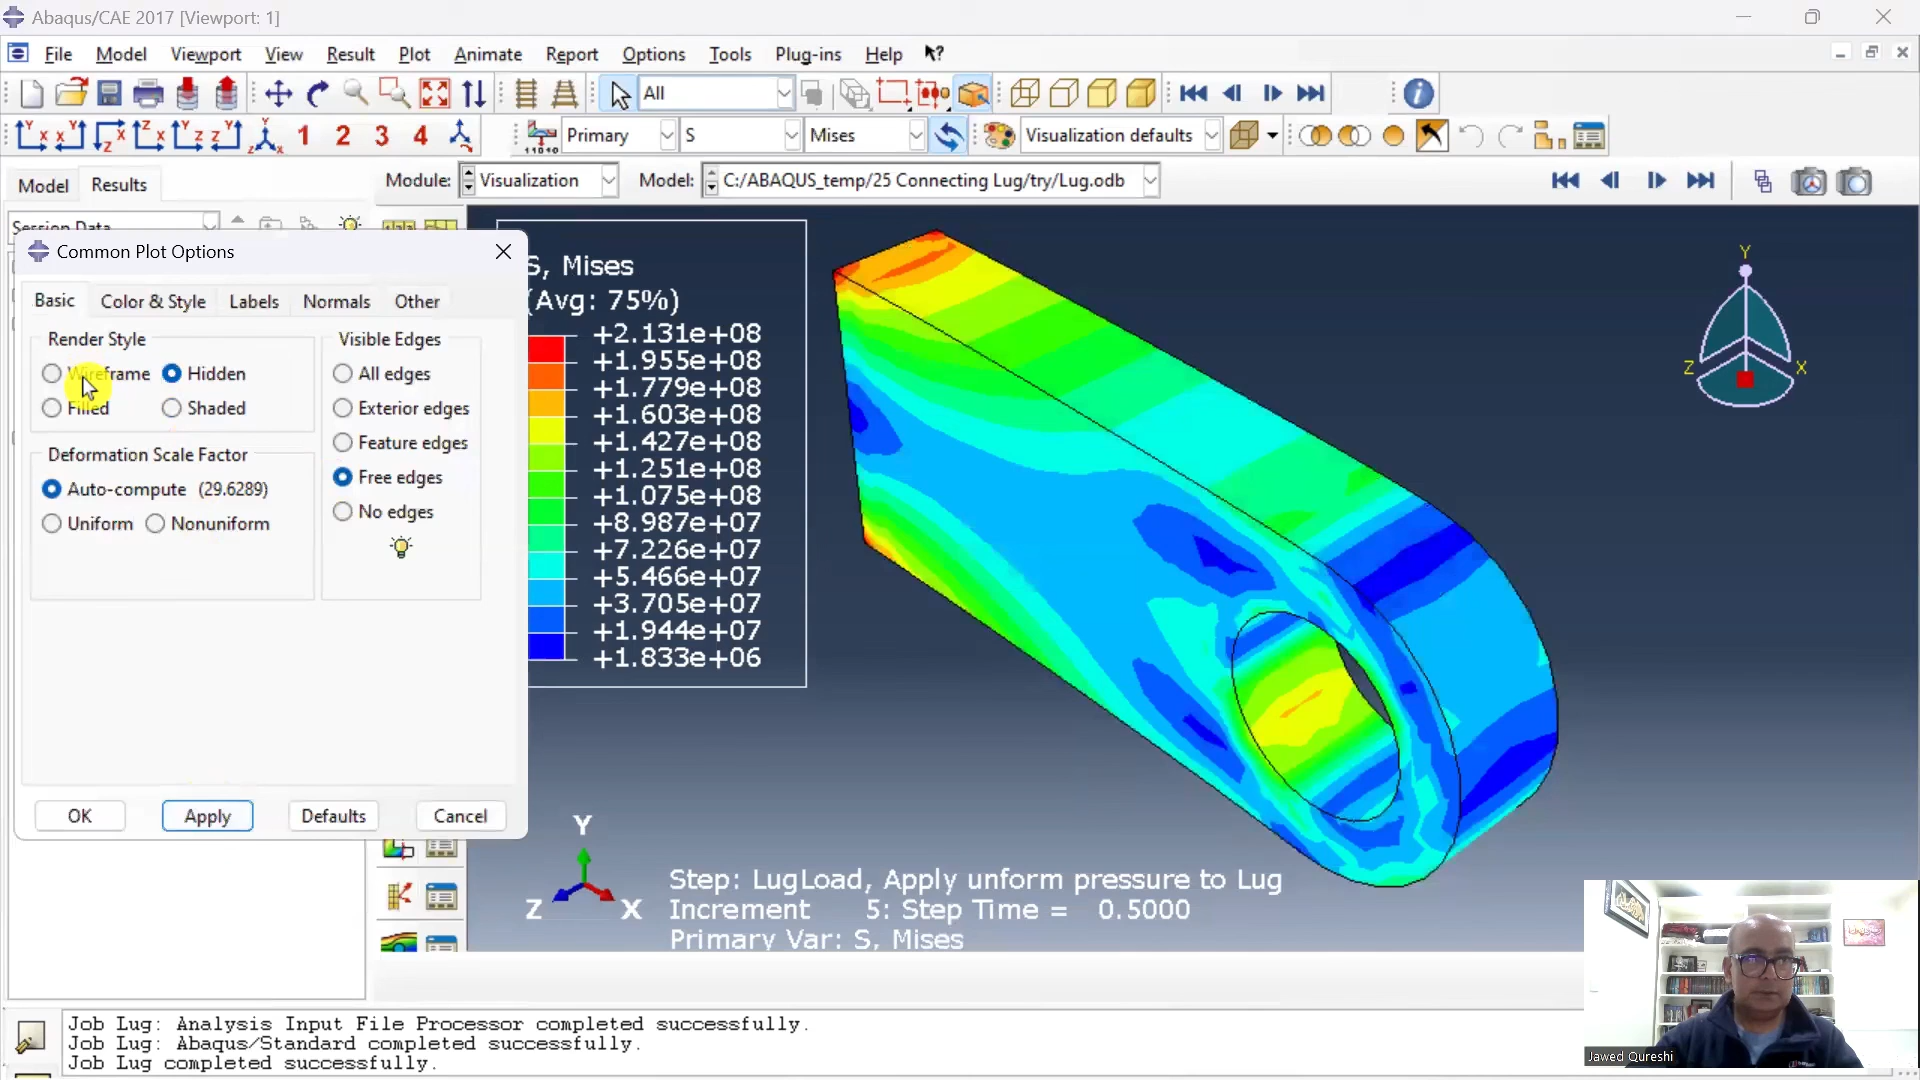 Abaqus/CAE 2017 [Viewport: 1]
File Model Viewport View Result Plot Animate Report Options Tools Plug-ins Help
All
1 2 3 4 Primary S Mises Visualization defaults
Model Results Module: Visualization Model: C:/ABAQUS_temp/25 Connecting Lug/try/Lug.odb
Session Data
Common Plot Options
Basic Color & Style Labels Normals Other
Render Style
Wireframe Hidden
Filled Shaded
Deformation Scale Factor
Auto-compute (29.6289)
Uniform Nonuniform
Visible Edges
All edges
Exterior edges
Feature edges
Free edges
No edges
OK Apply Defaults Cancel
S, Mises
(Avg: 75%)
+2.131e+08
+1.955e+08
+1.779e+08
+1.603e+08
+1.427e+08
+1.251e+08
+1.075e+08
+8.987e+07
+7.226e+07
+5.466e+07
+3.705e+07
+1.944e+07
+1.833e+06
Y
Z X
Y
Z X
Step: LugLoad, Apply unform pressure to Lug
Increment 5: Step Time = 0.5000
Primary Var: S, Mises
Job Lug: Analysis Input File Processor completed successfully.
Job Lug: Abaqus/Standard completed successfully.
Job Lug completed successfully.
Jawed Qureshi